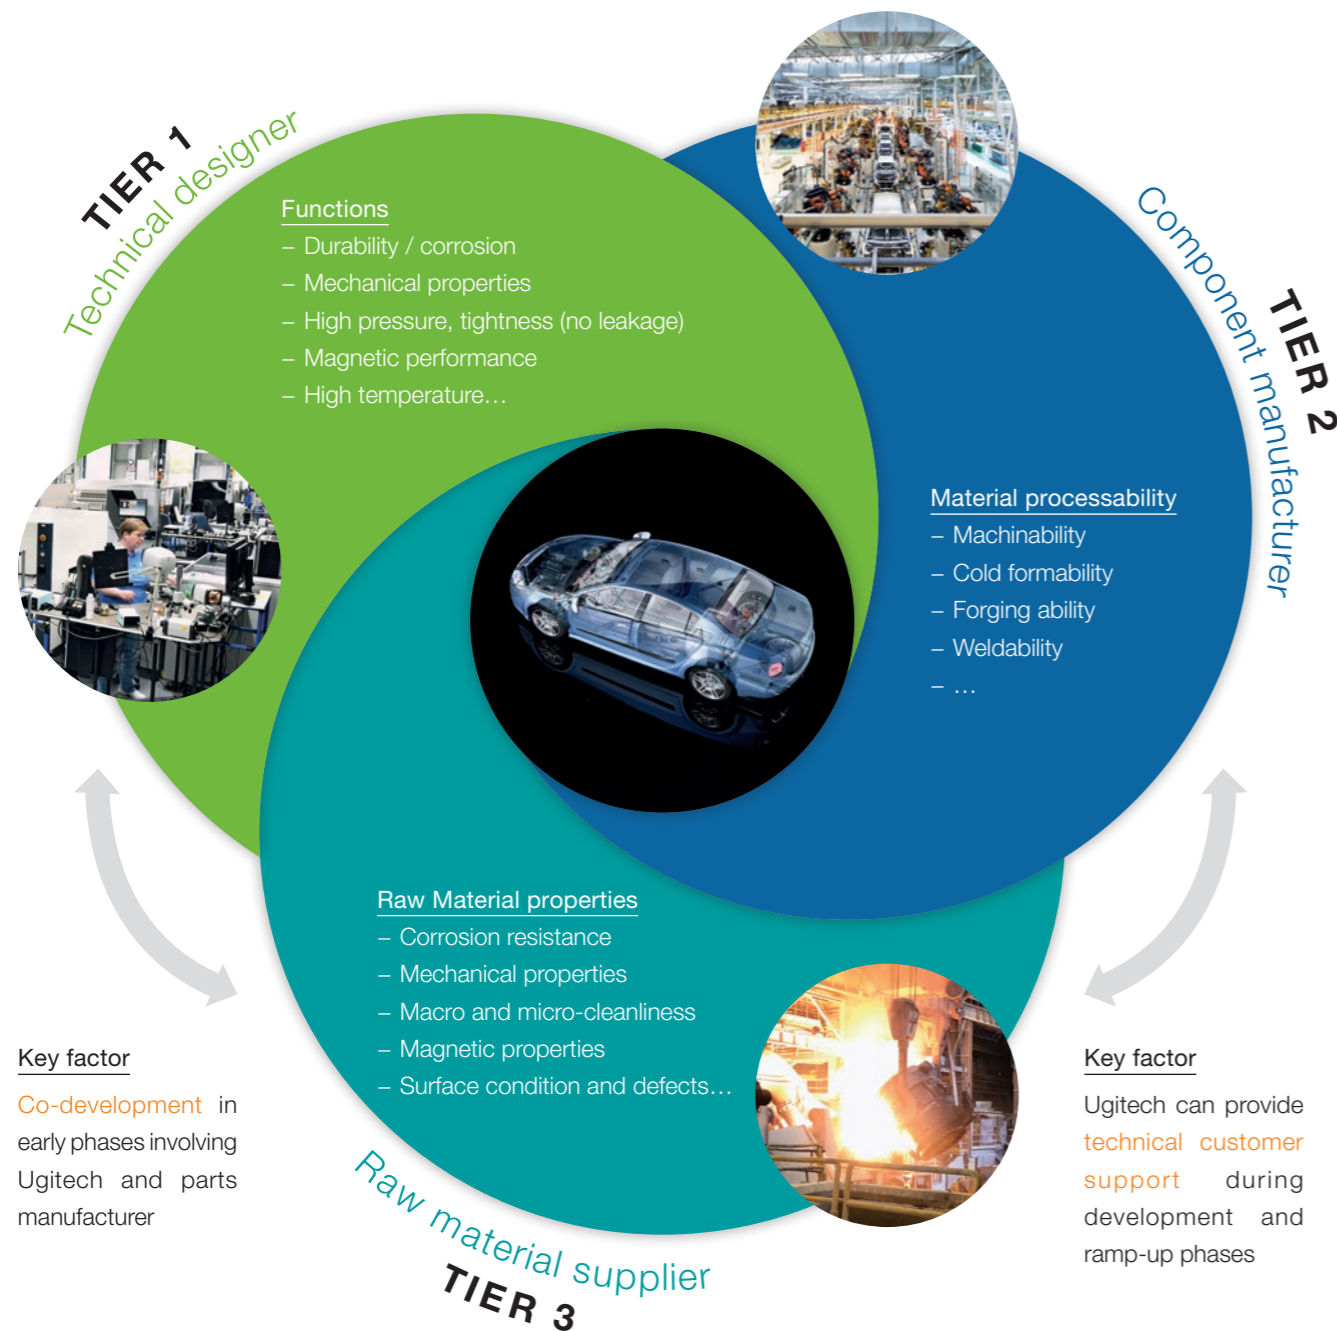 TIER 1
Technical designer
Functions
– Durability / corrosion
– Mechanical properties
– High pressure, tightness (no leakage)
– Magnetic performance
– High temperature…
Component manufacturer
TIER 2
Material processability
– Machinability
– Cold formability
– Forging ability
– Weldability
– …
Raw Material properties
– Corrosion resistance
– Mechanical properties
– Macro and micro-cleanliness
– Magnetic properties
– Surface condition and defects…
Raw material supplier
TIER 3
Key factor
Co-development in
early phases involving
Ugitech and parts
manufacturer
Key factor
Ugitech can provide
technical customer
support during
development and
ramp-up phases